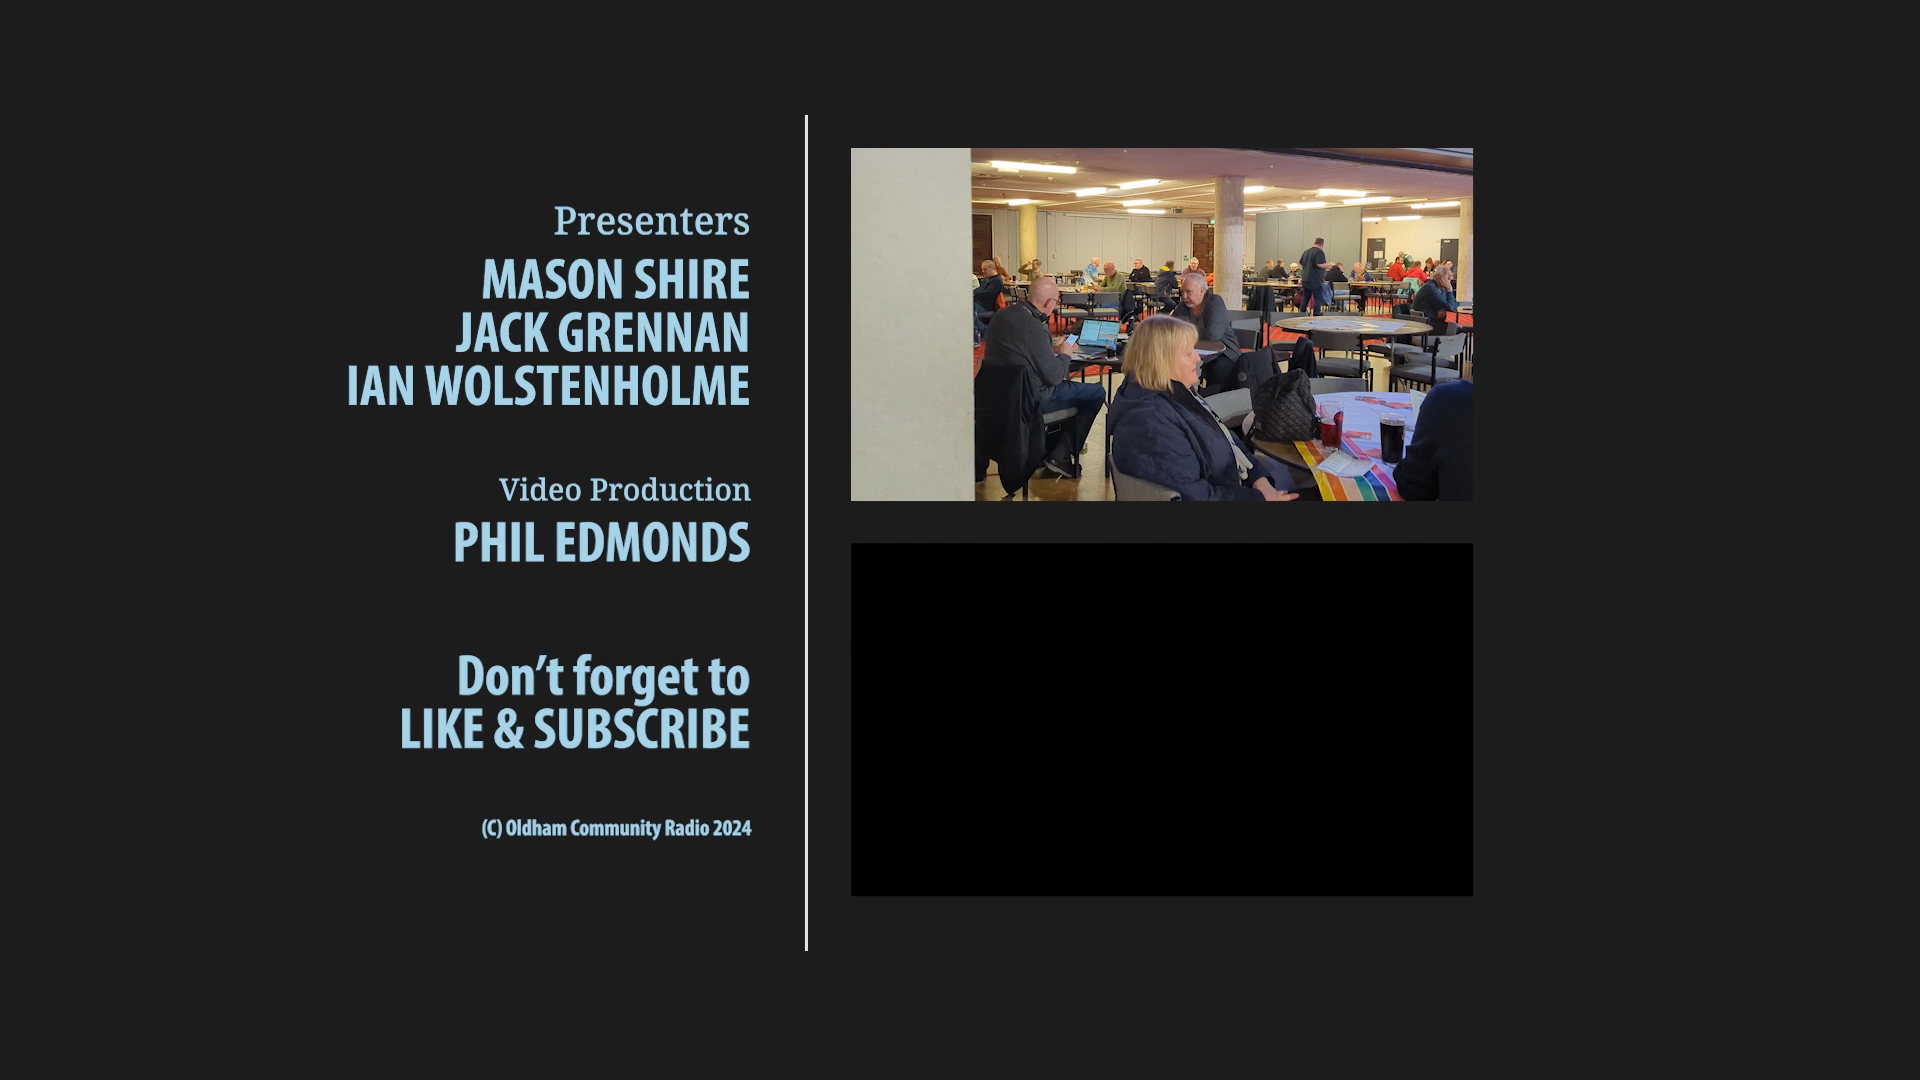 Presenters
MASON SHIRE
JACK GRENNAN
IAN WOLSTENHOLME
Video Production
PHIL EDMONDS
Don’t forget to
LIKE & SUBSCRIBE
(C) Oldham Community Radio 2024